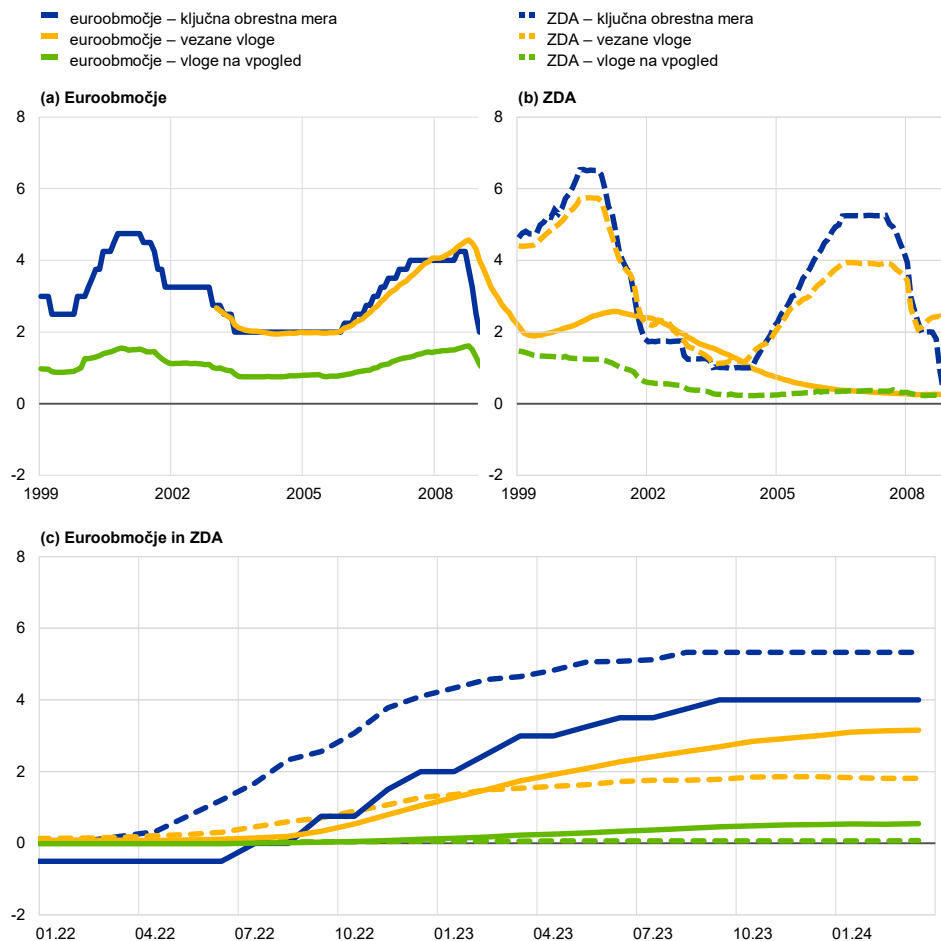 euroobmočje – ključna obrestna mera
euroobmočje – vezane vloge
euroobmočje – vloge na vpogled
ZDA – ključna obrestna mera
ZDA – vezane vloge
ZDA – vloge na vpogled
(a) Euroobmočje
8
6
4
2
0
-2
1999 2002 2005 2008
(b) ZDA
8
6
4
2
0
-2
1999 2002 2005 2008
(c) Euroobmočje in ZDA
8
6
4
2
0
-2
01.22 04.22 07.22 10.22 01.23 04.23 07.23 10.23 01.24